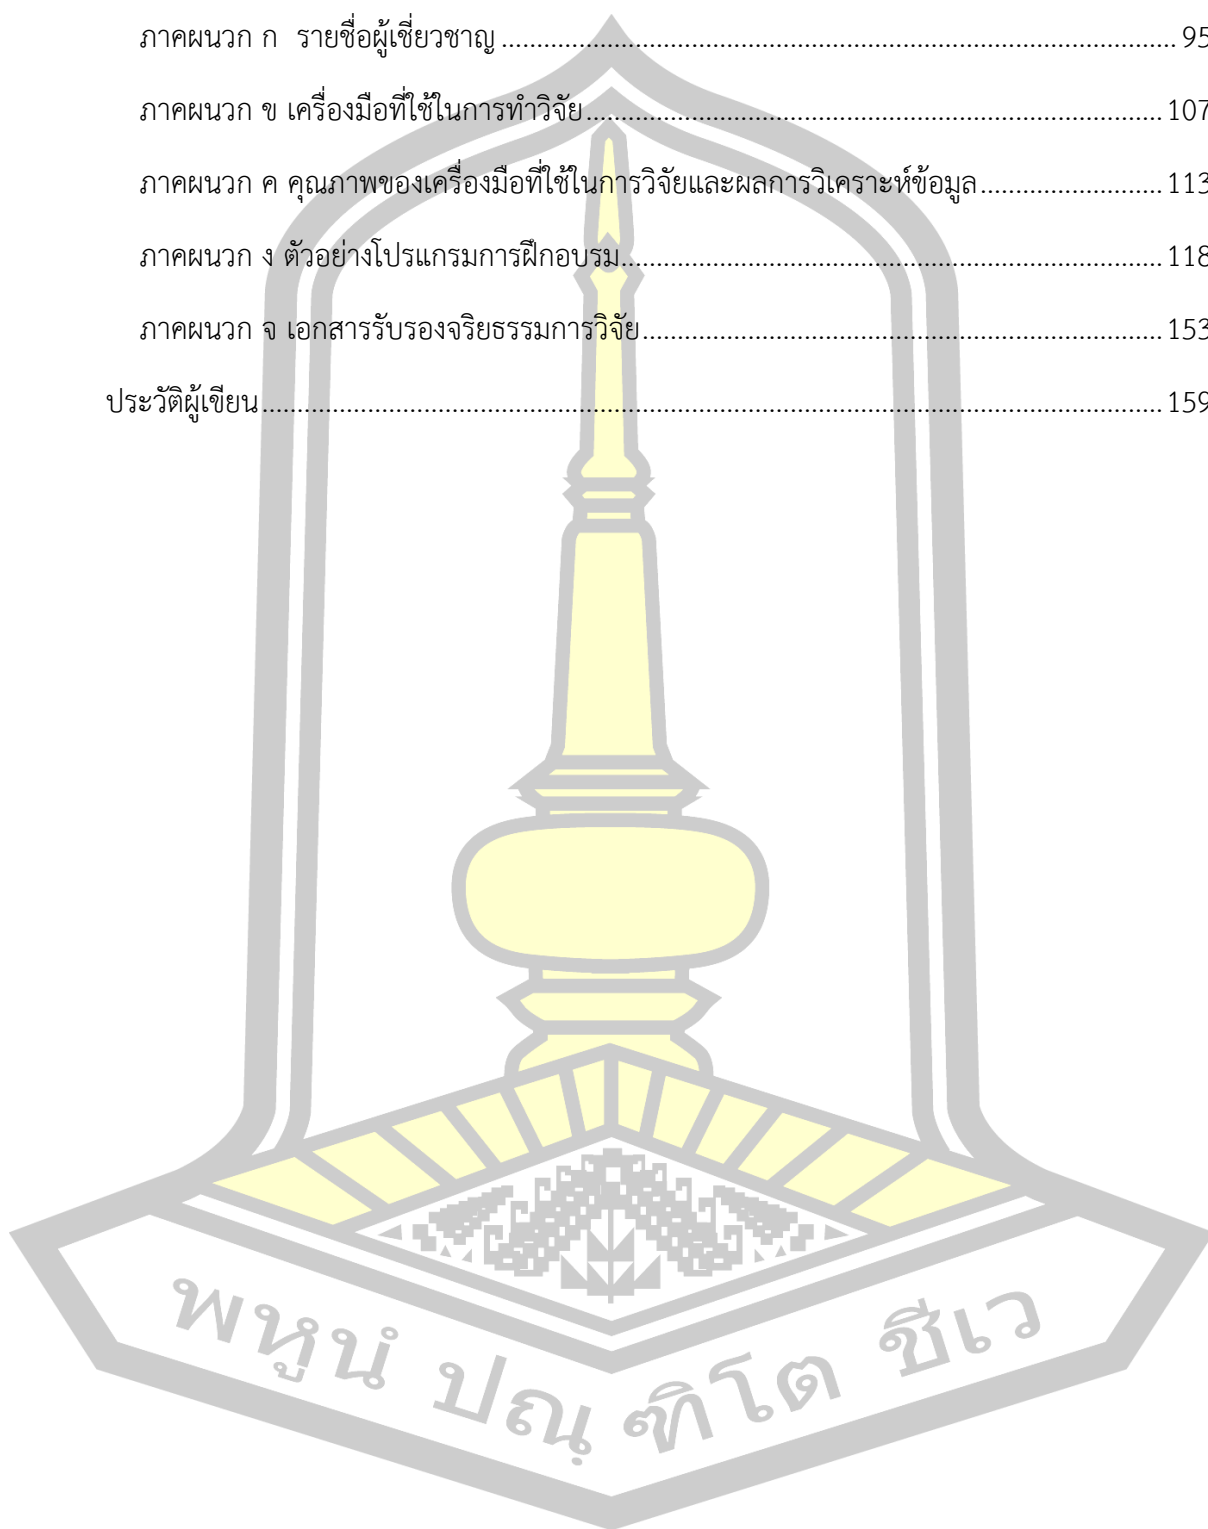 ภาคผนวก ก  รายชื่อผู้เชี่ยวชาญ ........................................................................................ 95
ภาคผนวก ข เครื่องมือที่ใช้ในการทำวิจัย........................................................................... 107
ภาคผนวก ค คุณภาพของเครื่องมือที่ใช้ในการวิจัยและผลการวิเคราะห์ข้อมูล........................ 113
ภาคผนวก ง ตัวอย่างโปรแกรมการฝึกอบรม...................................................................... 118
ภาคผนวก จ เอกสารรับรองจริยธรรมการวิจัย.................................................................... 153
ประวัติผู้เขียน..................................................................................................................... 159
พหูนํ ปณฺ ฑิโต ชีเว